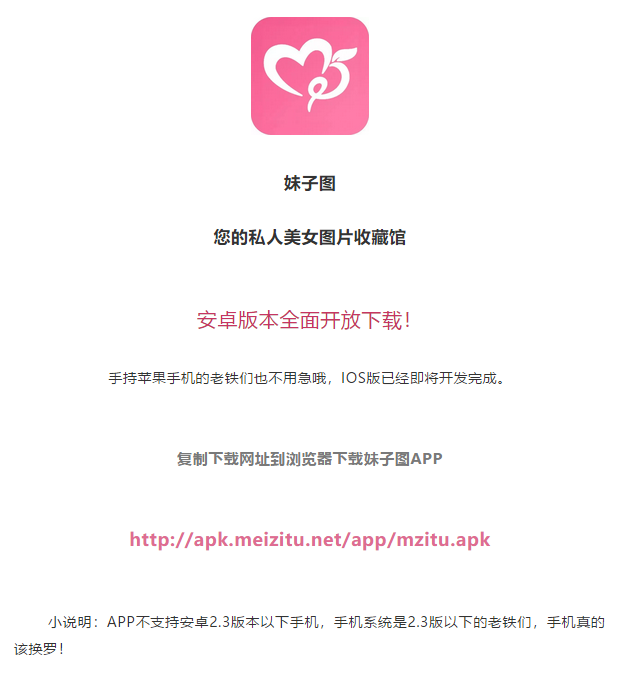 妹子图
您的私人美女图片收藏馆
安卓版本全面开放下载！
手持苹果手机的老铁们也不用急哦，IOS版已经即将开发完成。
复制下载网址到浏览器下载妹子图APP
http://apk.meizitu.net/app/mzitu.apk
小说明：APP不支持安卓2.3版本以下手机，手机系统是2.3版以下的老铁们，手机真的
该换罗！